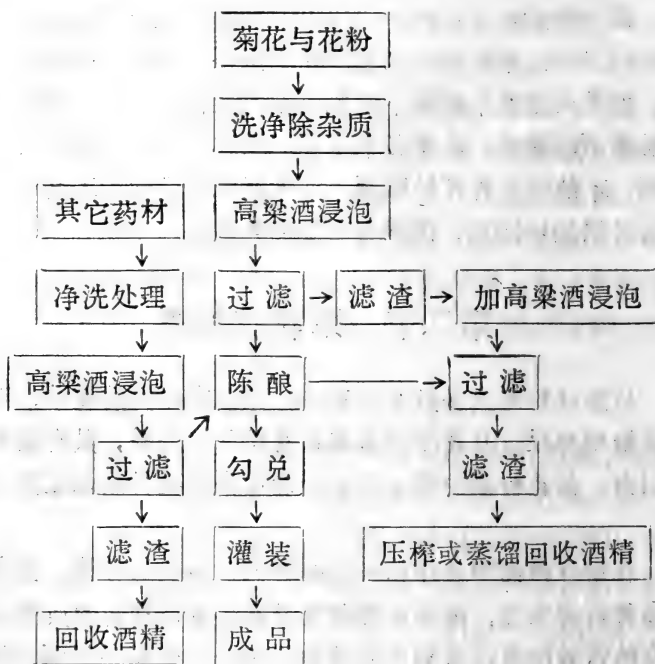 菊花与花粉
↓
洗净除杂质
↓
其它药材 高梁酒浸泡
↓ ↓
净洗处理 过滤 → 滤渣 → 加高梁酒浸泡
↓ ↓ ↓
高梁酒浸泡 陈酿 → 过滤
↓ ↗ ↓ ↓
过滤 勾兑 滤渣
↓ ↓ ↓
滤渣 灌装 压榨或蒸馏回收酒精
↓ ↓
回收酒精 成品